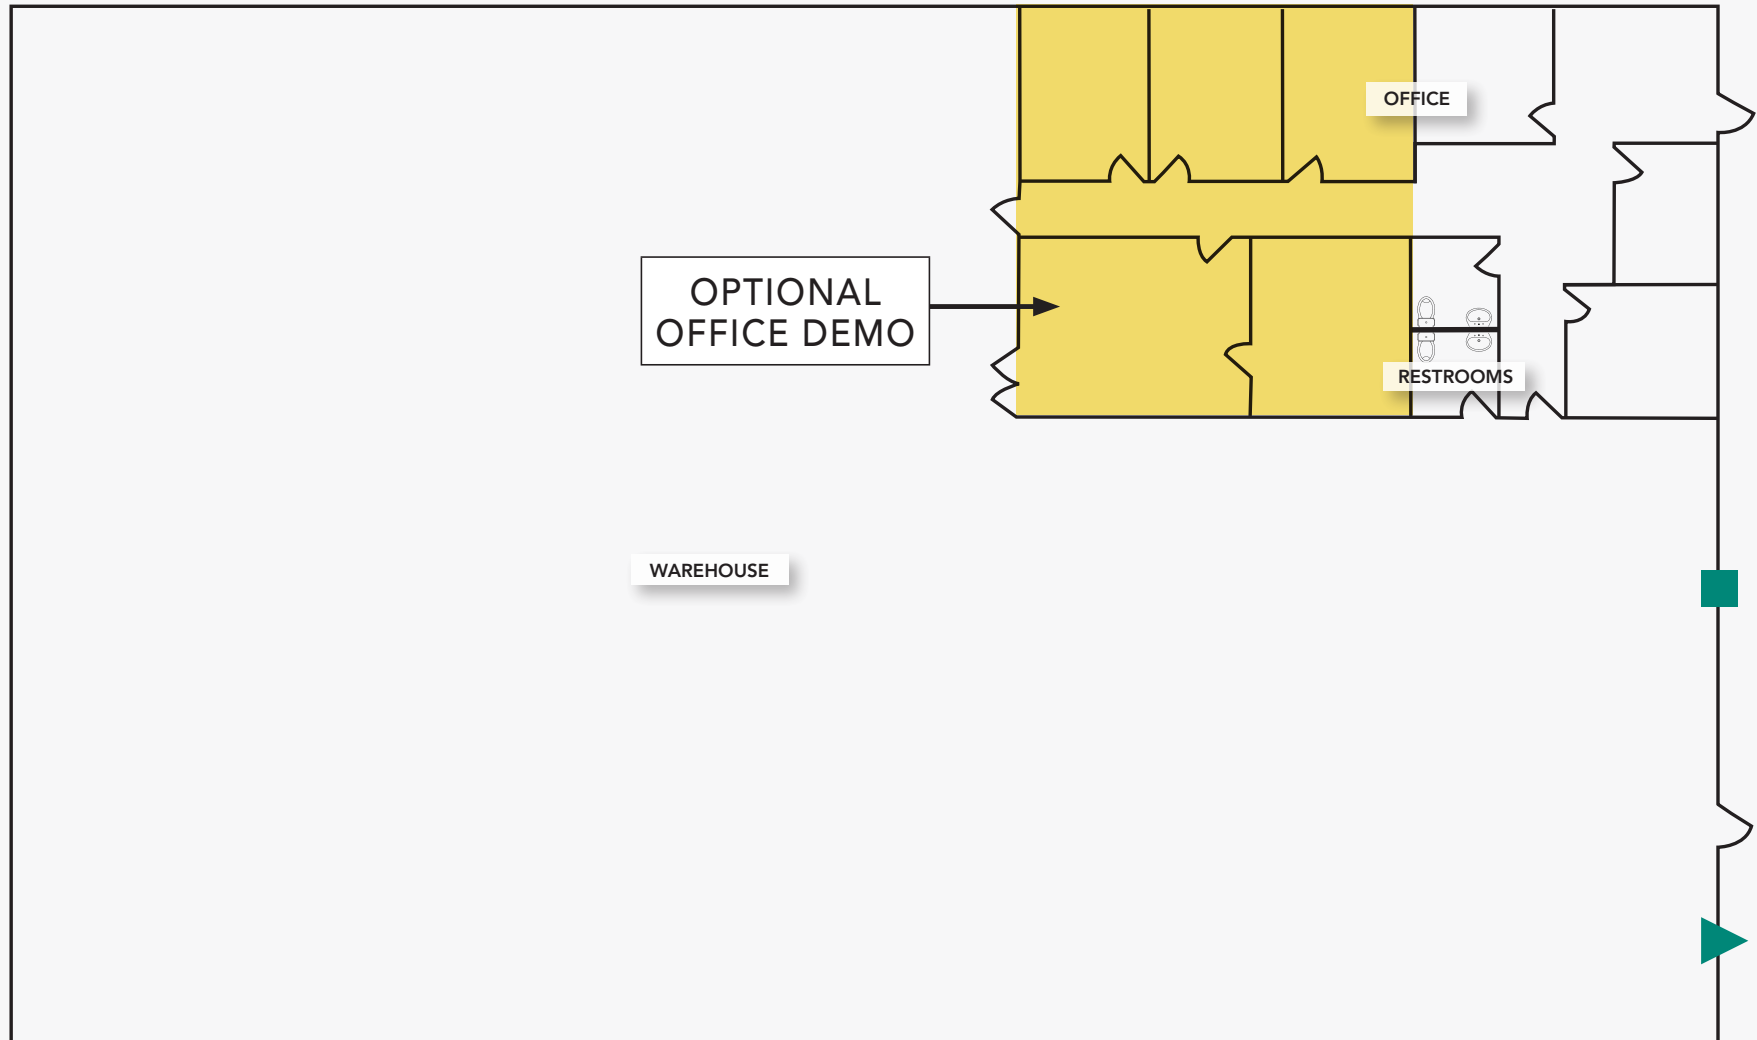 OFFICE
OPTIONAL
OFFICE DEMO
RESTROOMS
WAREHOUSE